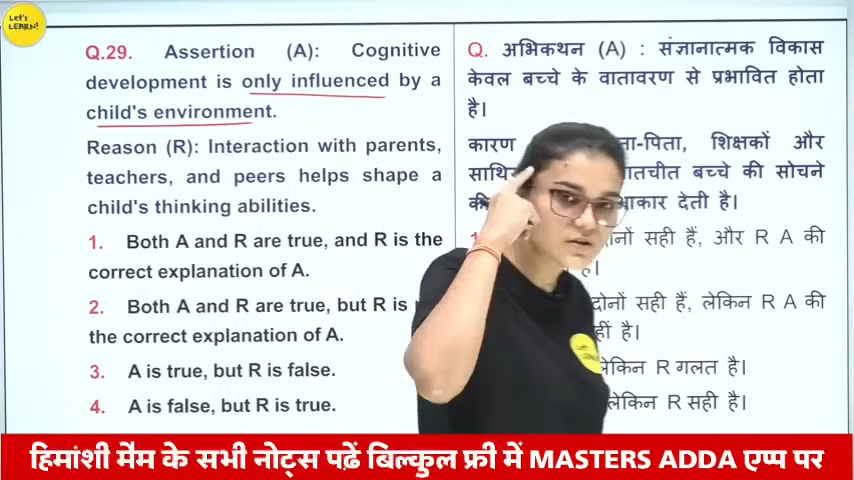 Let's
LEARN!
Q.29. Assertion (A): Cognitive
development is only influenced by a
child's environment.
Reason (R): Interaction with parents,
teachers, and peers helps shape a
child's thinking abilities.
1. Both A and R are true, and R is the
correct explanation of A.
2. Both A and R are true, but R is
the correct explanation of A.
3. A is true, but R is false.
4. A is false, but R is true.
Q. अभिकथन (A) : संज्ञानात्मक विकास
केवल बच्चे के वातावरण से प्रभावित होता
है।
कारण शिक्षकों और
बच्चे की सोचने
आकार देती है।
सही हैं, और R A की
है।
दोनों सही हैं, लेकिन R A की
है।
लेकिन R गलत है।
लेकिन R सही है।
Let's
LEARN!
हिमांशी मैम के सभी नोट्स पढ़ें बिल्कुल फ्री में MASTERS ADDA एप्प पर